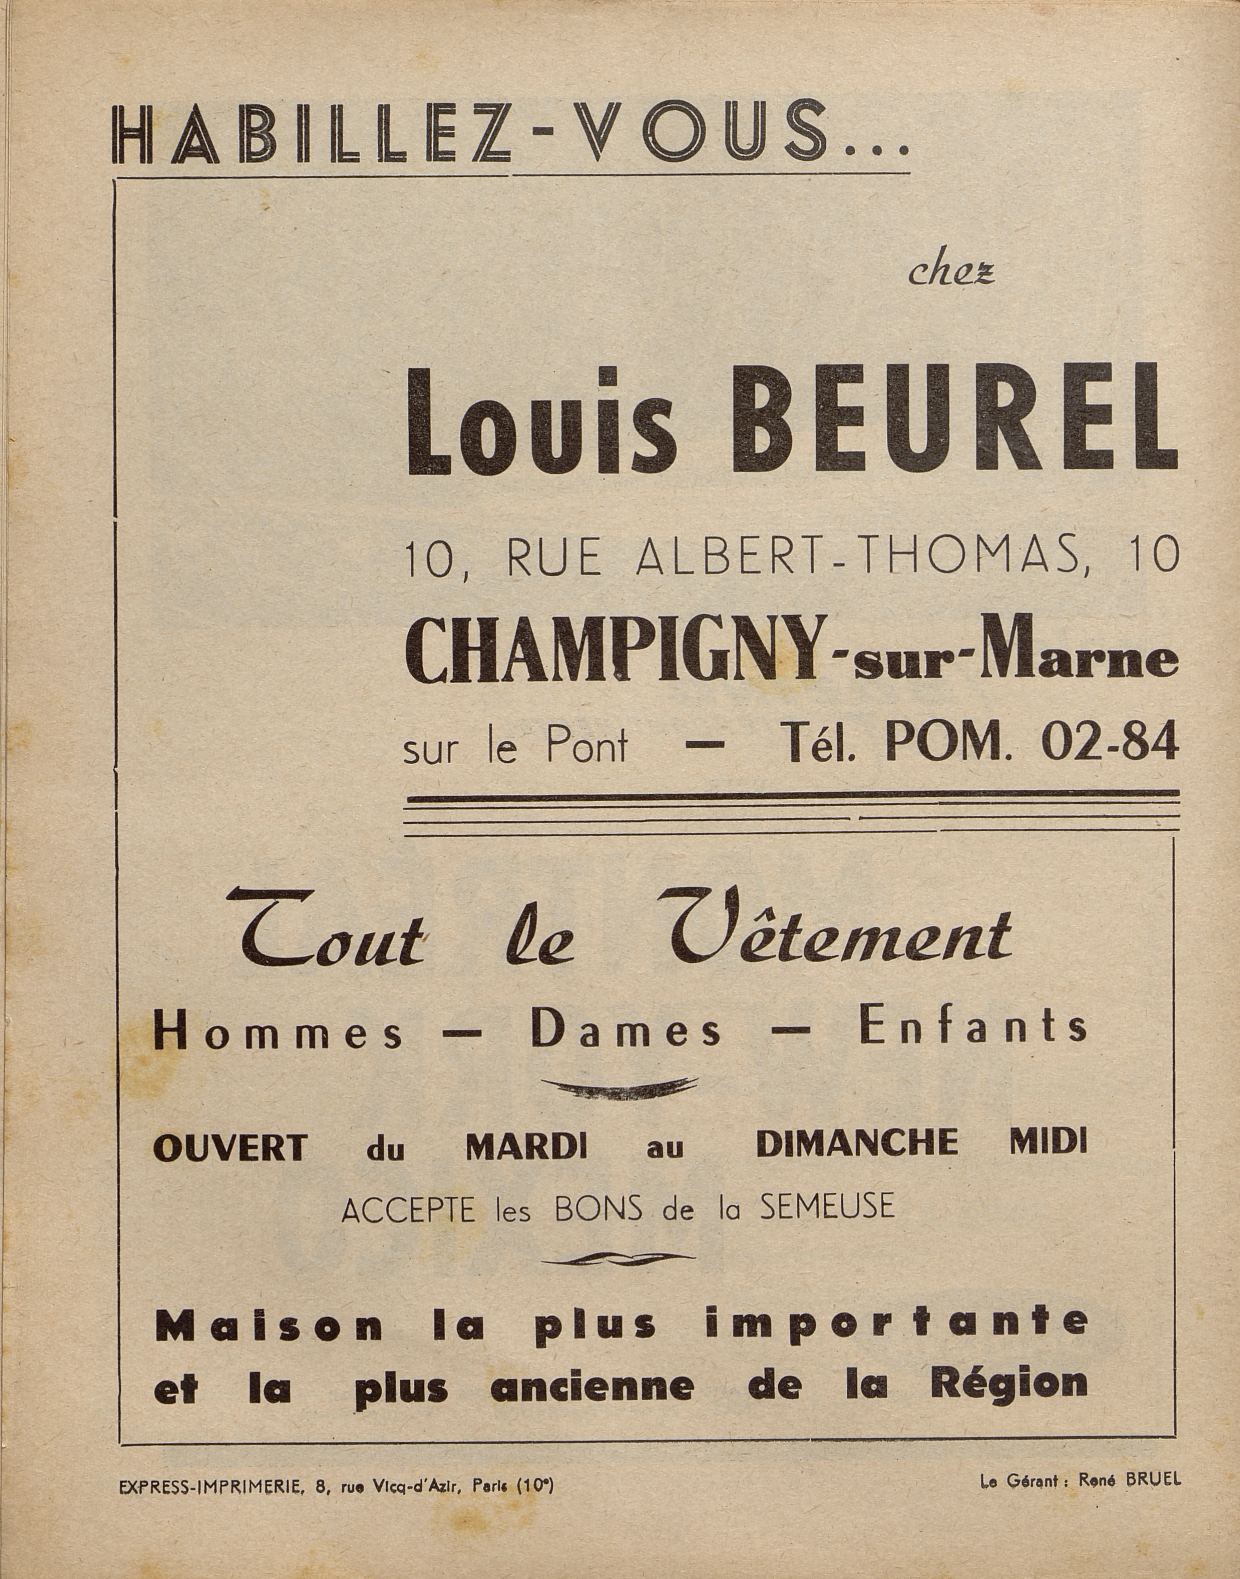 HABILLEZ-VOUS...
chez
Louis BEUREL
10, RUE ALBERT-THOMAS, 10
CHAMPIGNY-sur-Marne
sur le Pont — Tél. POM. 02-84
Tout le Vêtement
Hommes — Dames — Enfants
OUVERT du MARDI au DIMANCHE MIDI
ACCEPTE les BONS de la SEMEUSE
Maison la plus importante
et la plus ancienne de la Région
EXPRESS-IMPRIMERIE, 8, rue Vicq-d'Azir, Paris (10e) Le Gérant : René BRUEL